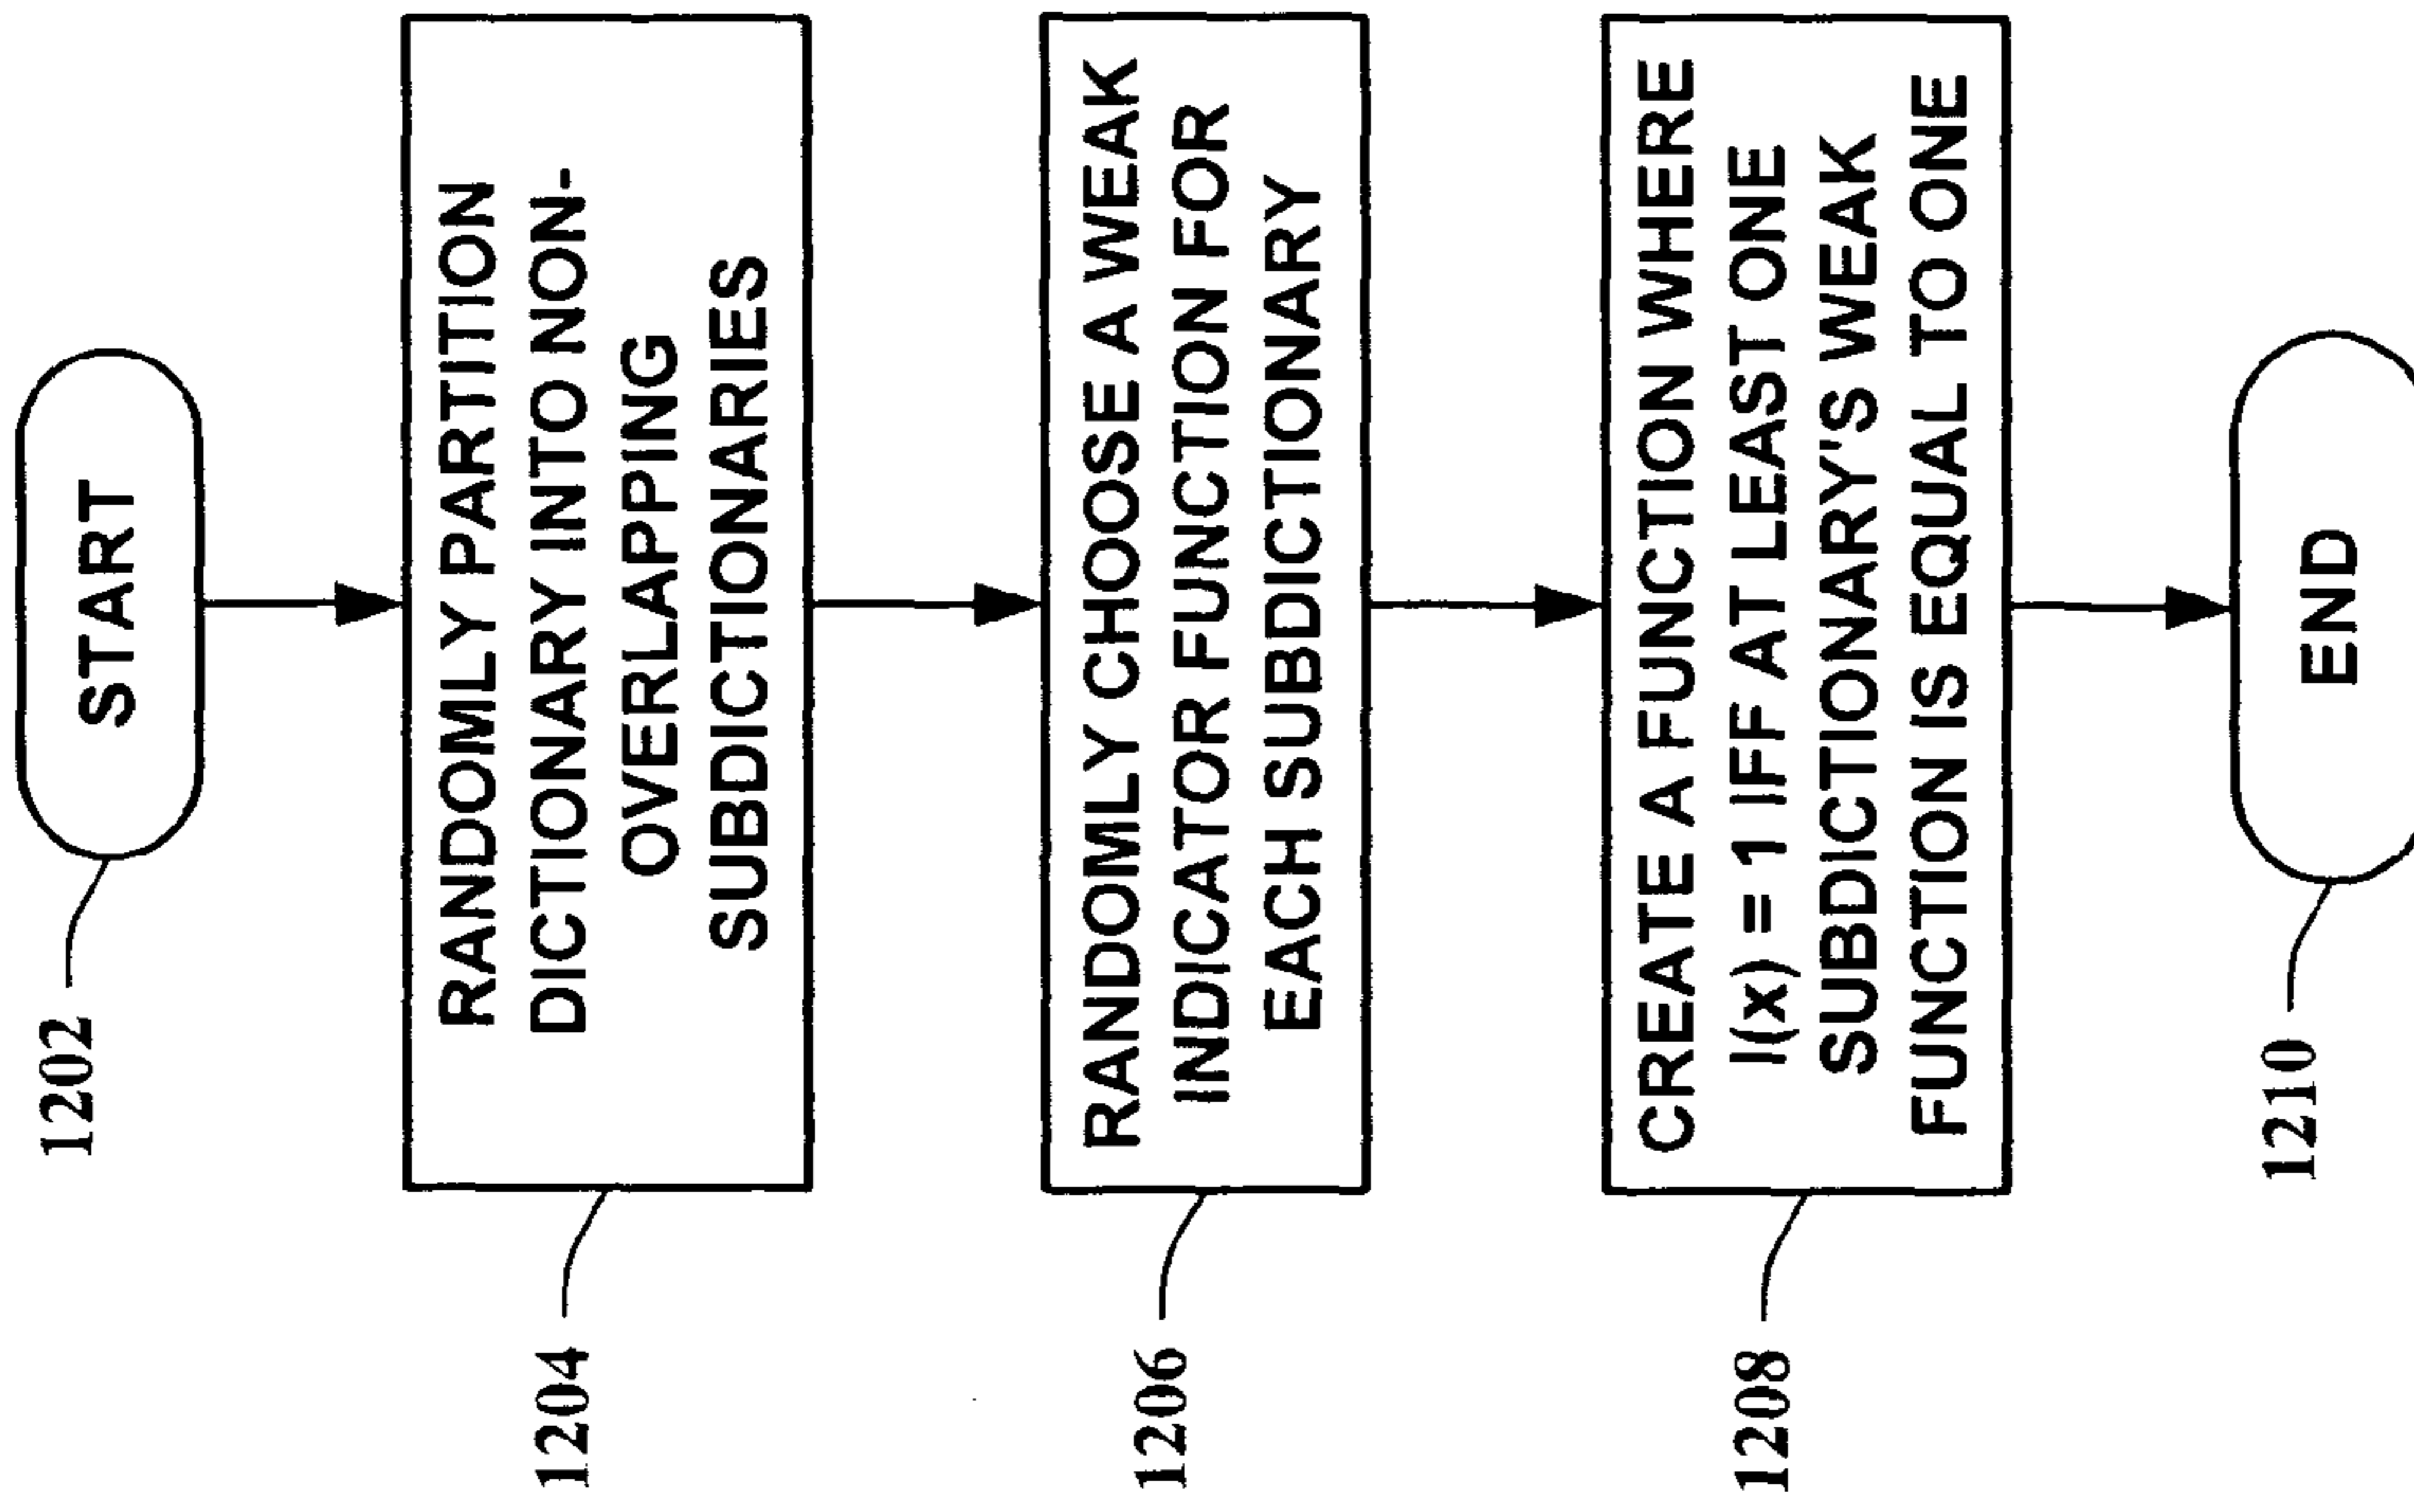 START
1202
RANDOMLY PARTITION
DICTIONARY INTO NON-
OVERLAPPING
SUBDICTIONARIES
1204
RANDOMLY CHOOSE A WEAK
INDICATOR FUNCTION FOR
EACH SUBDICTIONARY
1206
CREATE A FUNCTION WHERE
I(x) = 1 IFF AT LEAST ONE
SUBDICTIONARY'S WEAK
FUNCTION IS EQUAL TO ONE
1208
END
1210